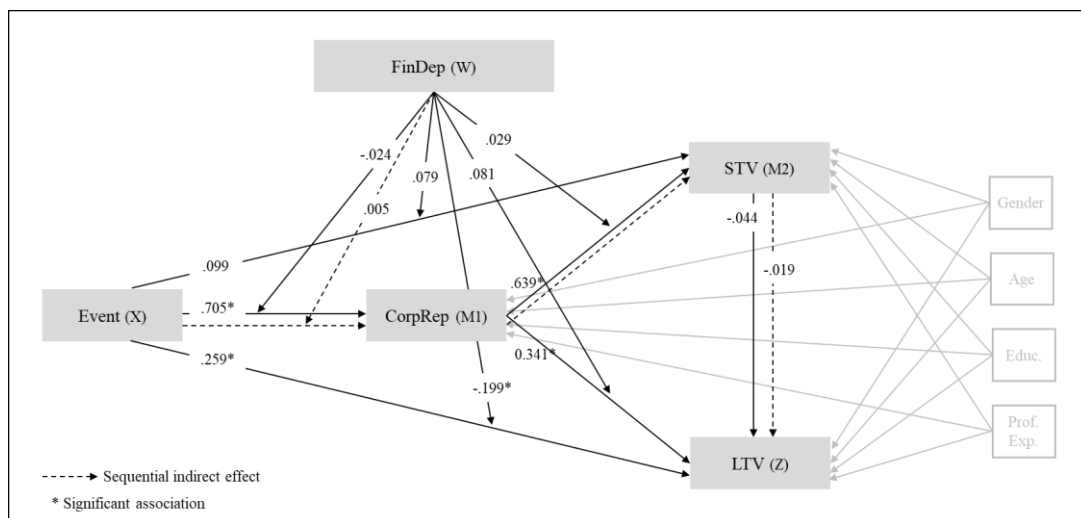 FinDep (W)
-.024
.079
.005
.081
.029
STV (M2)
-.044
-.019
Gender
Age
Educ.
Prof.
Exp.
.099
Event (X)
.705*
CorpRep (M1)
.639*
.259*
0.341*
-.199*
LTV (Z)
Sequential indirect effect
* Significant association